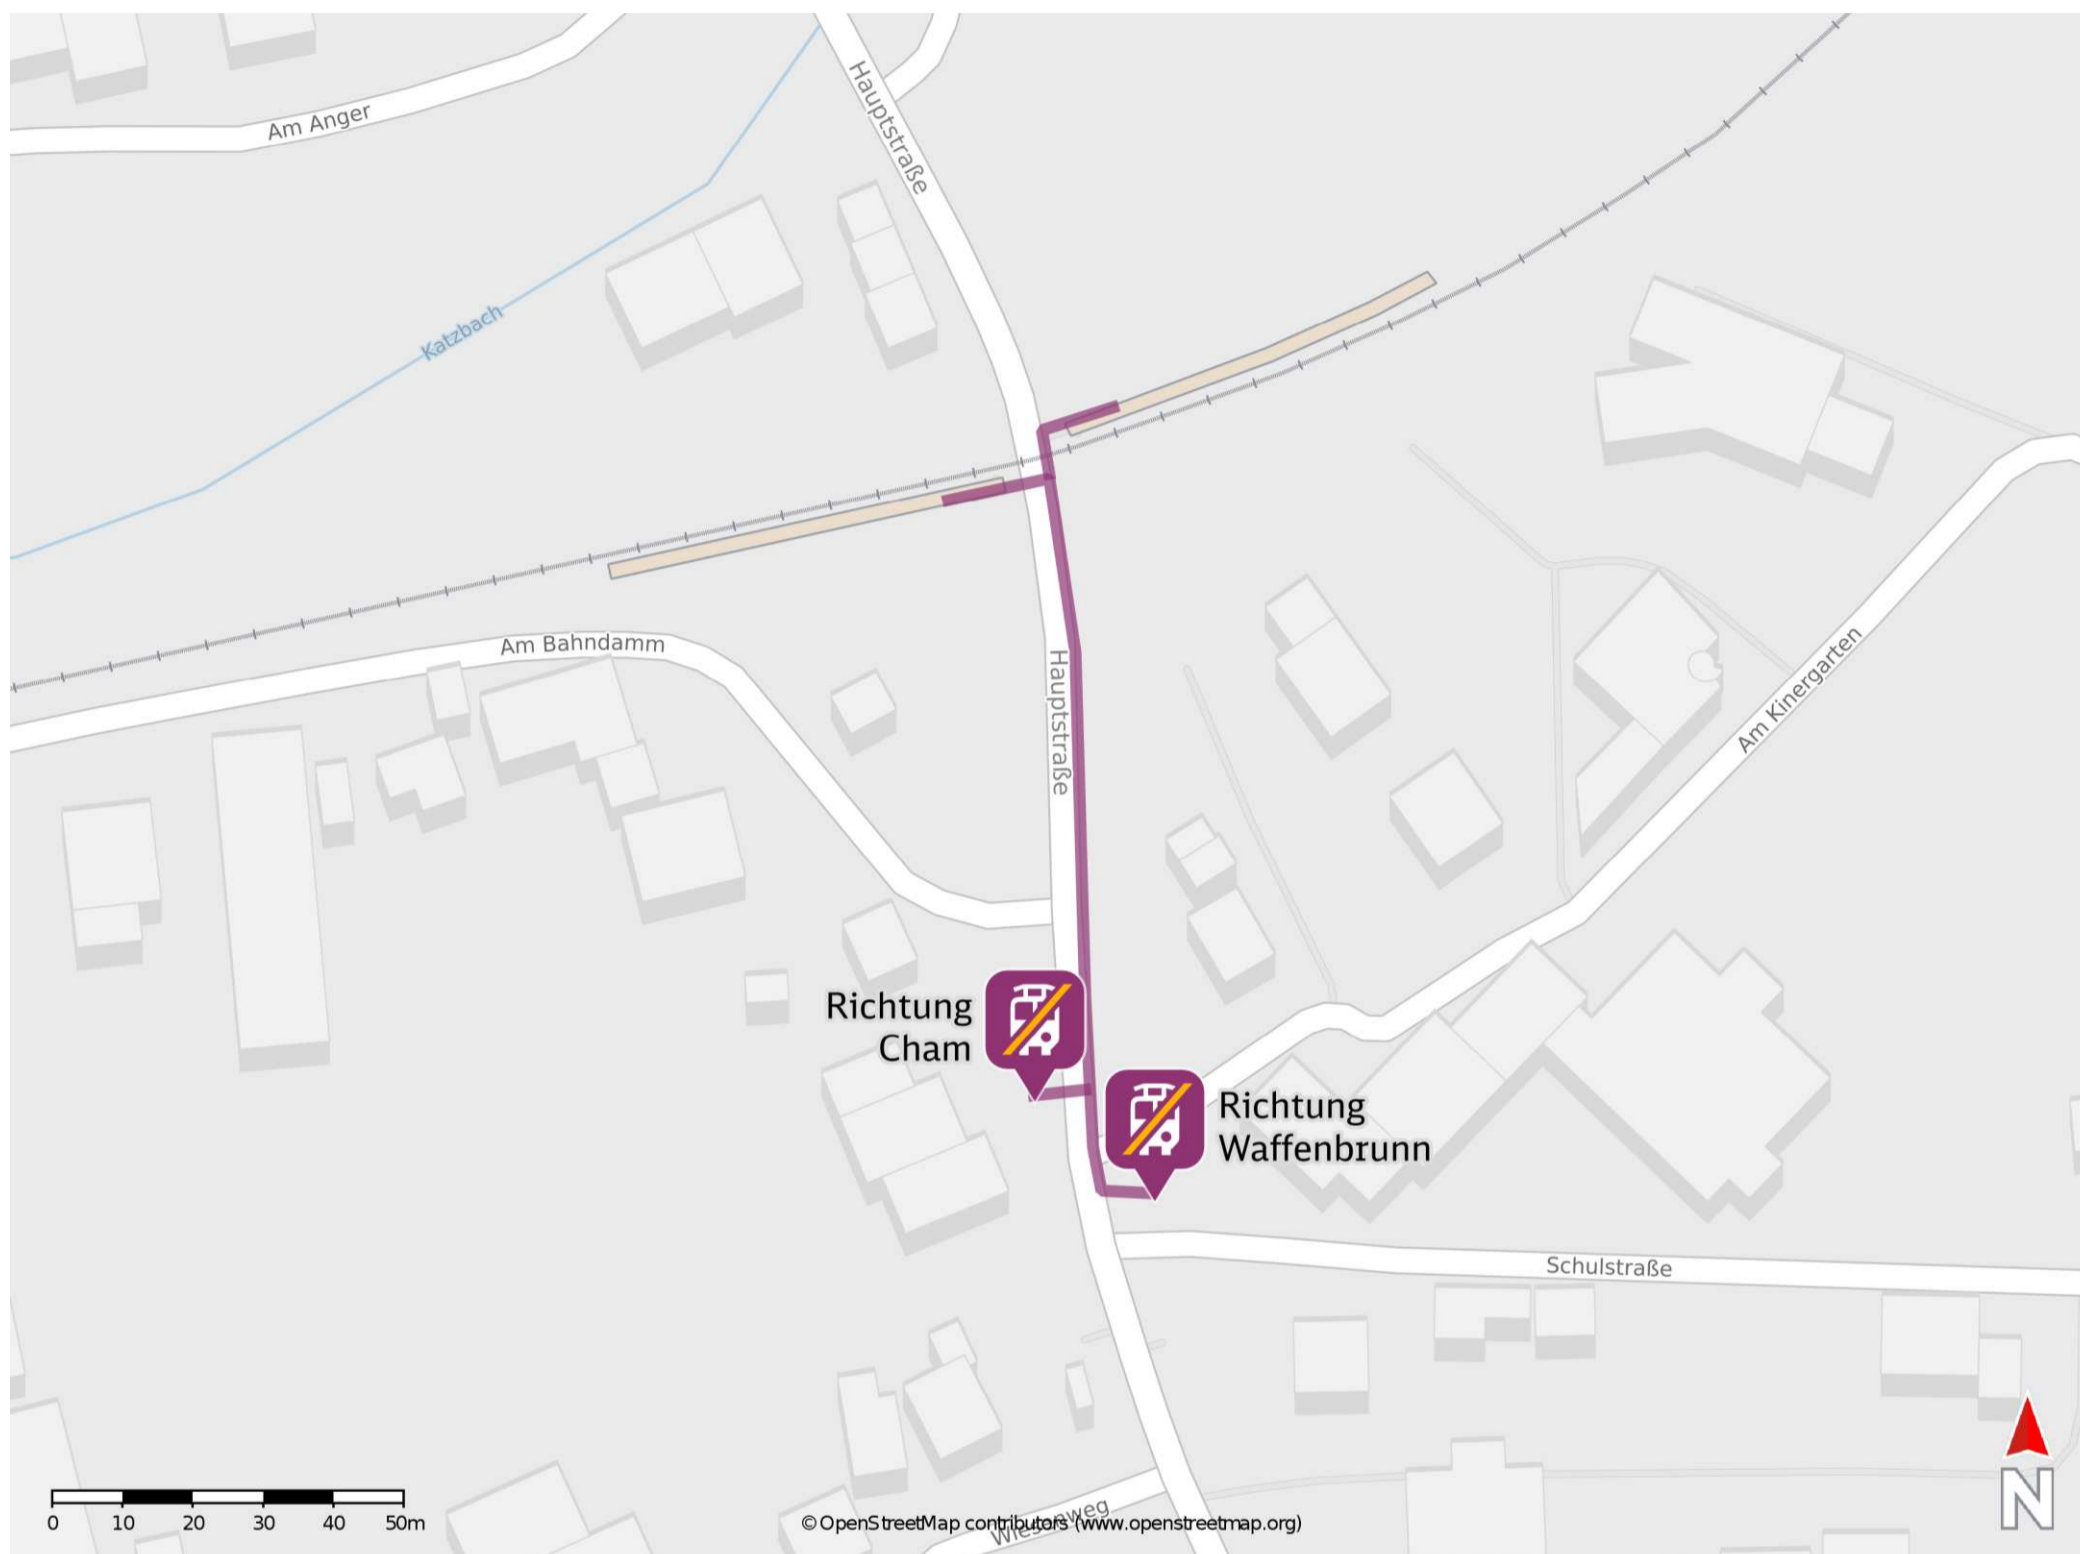 Hauptstraße
Am Anger
Katzbach
Am Bahndamm
Hauptstraße
Am Kinergarten
Richtung
Cham
Richtung
Waffenbrunn
Schulstraße
Wiesenweg
0 10 20 30 40 50m
©OpenStreetMap contributors (www.openstreetmap.org)
N